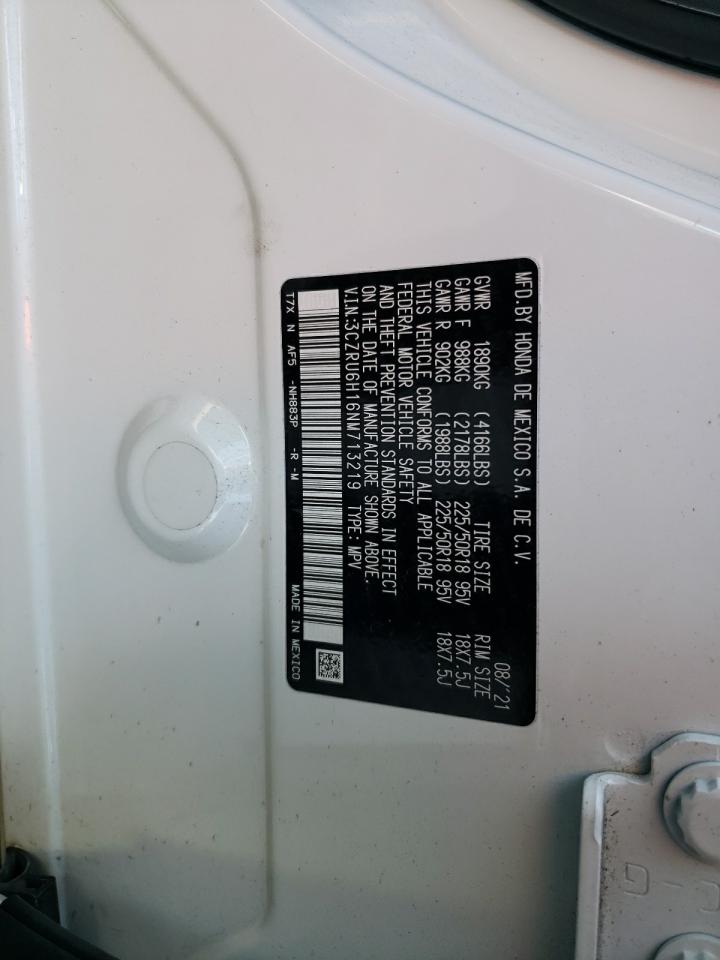 MFD.BY HONDA DE MEXICO S.A. DE C.V. 08/'21
GVWR 1890KG (4166LBS) TIRE SIZE RIM SIZE
GAWR F 988KG (2178LBS) 225/50R18 95V 18X7.5J
GAWR R 902KG (1988LBS) 225/50R18 95V 18X7.5J
THIS VEHICLE CONFORMS TO ALL APPLICABLE
FEDERAL MOTOR VEHICLE SAFETY
AND THEFT PREVENTION STANDARDS IN EFFECT
ON THE DATE OF MANUFACTURE SHOWN ABOVE.
V.I.N:3CZRU6H16NM713219 TYPE: MPV
T7X N AF5 -NH883P -R -M MADE IN MEXICO